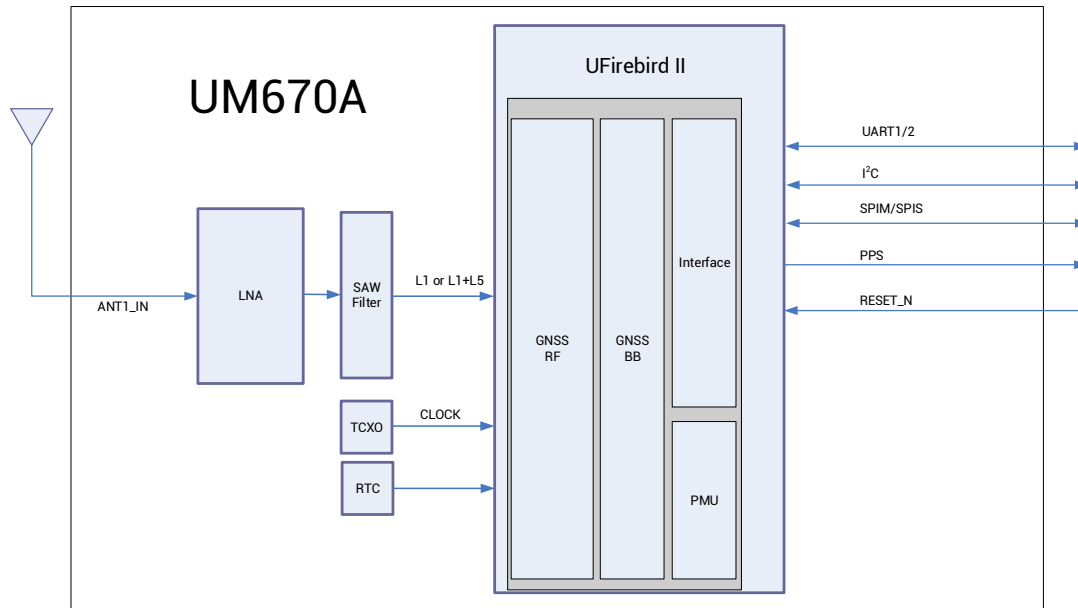 UM670A
UFirebird II
ANT1_IN
LNA
SAW
Filter
L1 or L1+L5
TCXO
CLOCK
RTC
GNSS
RF
GNSS
BB
Interface
PMU
UART1/2
I²C
SPIM/SPIS
PPS
RESET_N